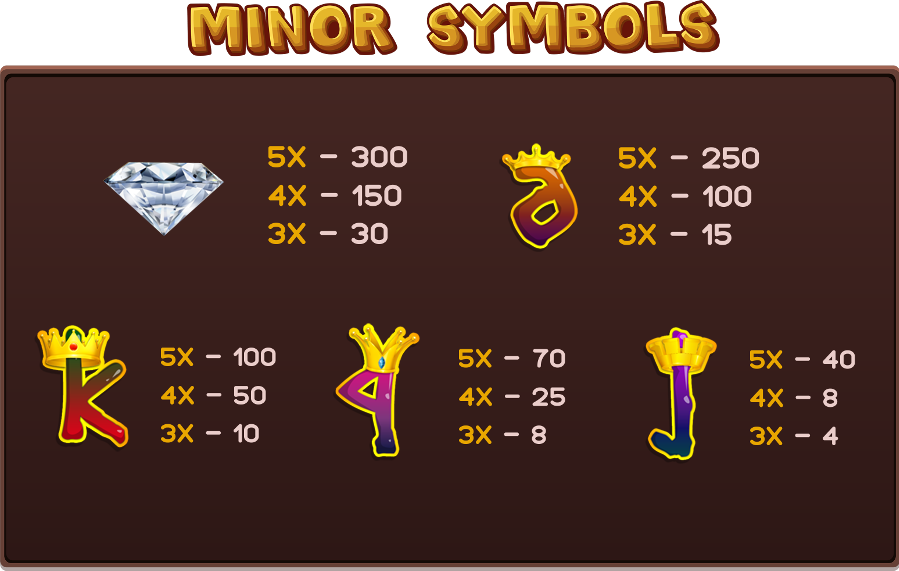 MINOR SYMBOLS
5X - 300
4X - 150
3X - 30
a
5X - 250
4X - 100
3X - 15
K
5X - 100
4X - 50
3X - 10
q
5X - 70
4X - 25
3X - 8
J
5X - 40
4X - 8
3X - 4